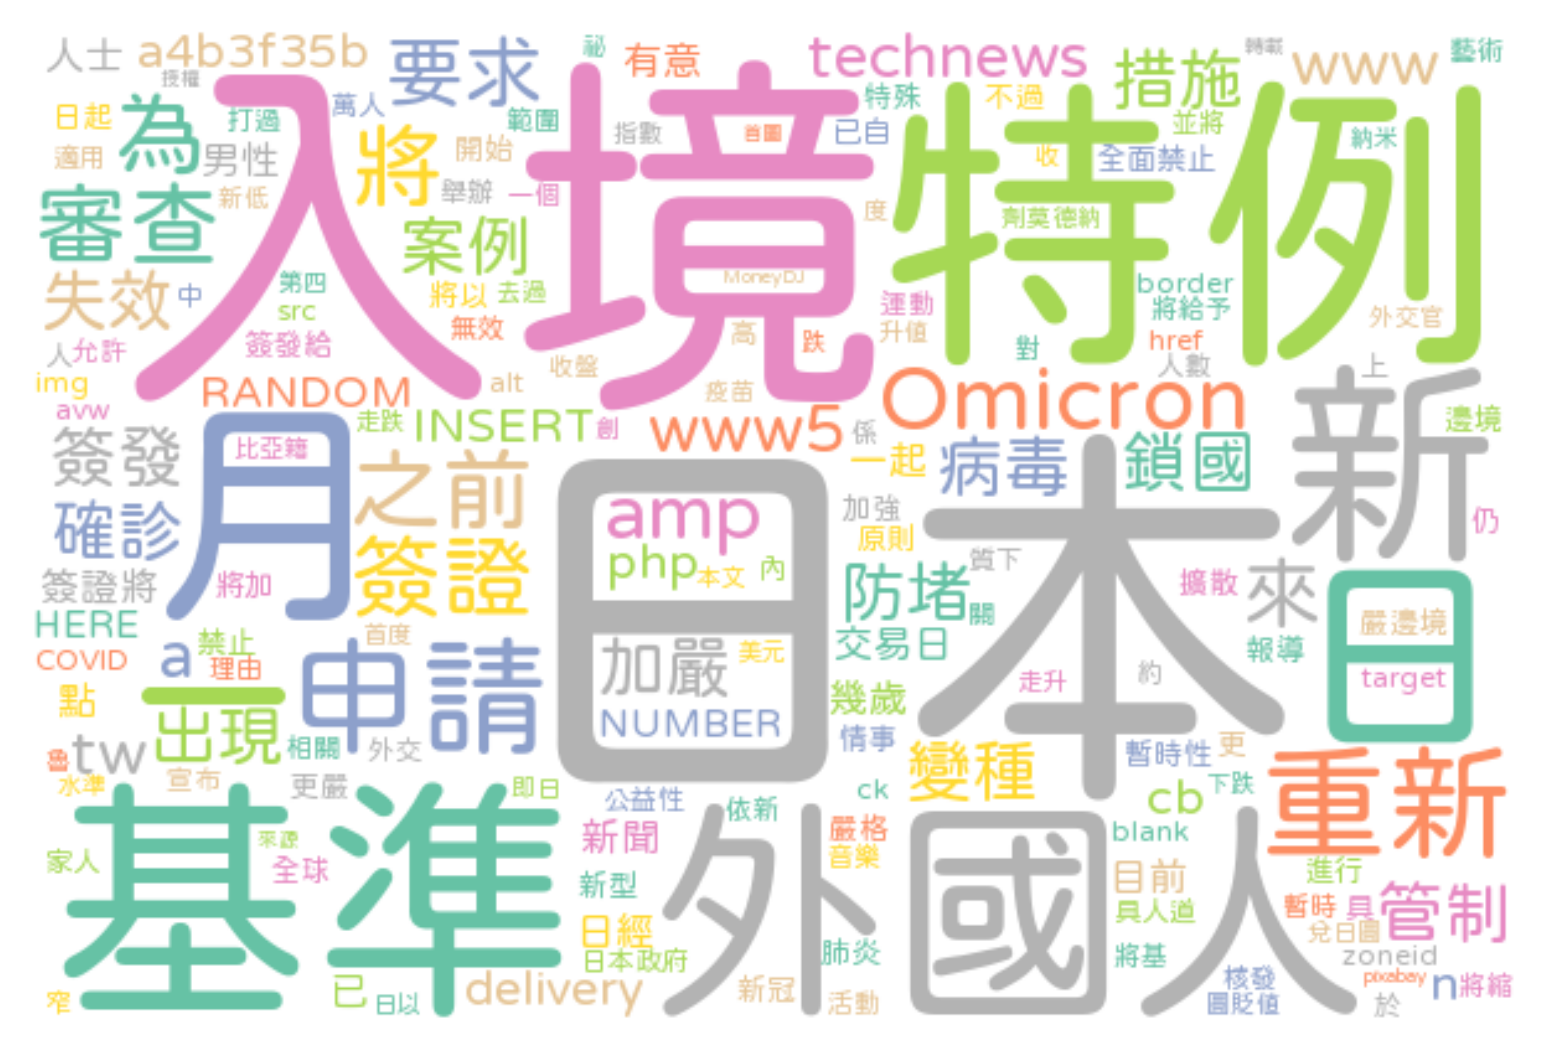 人士
a4b3f35b
授權
要求
祕
有意
technews
措施
轉載
www
藝術
日起
為
打過
萬人
入境
範圍
指數
首圖
特殊
已自
不過
並將
特例
納米
適用
男性
將
開始
收
全面禁止
審查
新低
舉辦
一個
度
劑莫德納
案例
MoneyDJ
失效
中
第四
src
將以
去過
運動
border
將給予
外交官
人
允許
簽發給
無效
高
跌
升值
對
href
img
RANDOM
alt
收盤
疫苗
Omicron
人數
上
新
avw
走跌
INSERT
創
www5
係
邊境
簽發
月
比亞籍
之前
日本
amp
一起
病毒
鎖國
確診
加強
原則
仍
簽證將
將加
簽證
php
本文
內
防堵
關
質下
擴散
來
日
HERE
禁止
首度
交易日
報導
嚴邊境
COVID
a
理由
申請
加嚴
美元
走升
約
target
點
出現
NUMBER
幾歲
魯
tw
相關
外交
情事
變種
暫時性
更
重新
水準
宣布
更嚴
即日
公益性
依新
ck
cb
下跌
基準
來源
新聞
外國人
嚴格
音樂
blank
家人
全球
新型
目前
進行
具人道
暫時
具
管制
日經
日本政府
肺炎
將基
兌日圓
zoneid
窄
已
日以
delivery
新冠
活動
核發
圓貶值
pixabay
於
n
將縮